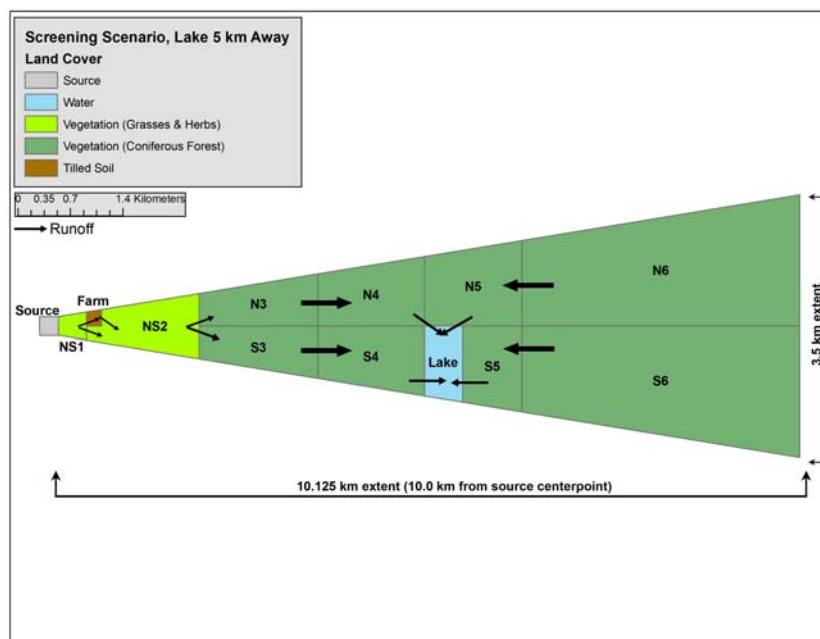 Screening Scenario, Lake 5 km Away
Land Cover
Source
Water
Vegetation (Grasses & Herbs)
Vegetation (Coniferous Forest)
Tilled Soil
0 0.35 0.7 1.4 Kilometers
Runoff
Source
Farm
NS1
NS2
N3
N4
N5
N6
S3
S4
Lake
S5
S6
3.5 km extent
10.125 km extent (10.0 km from source centerpoint)